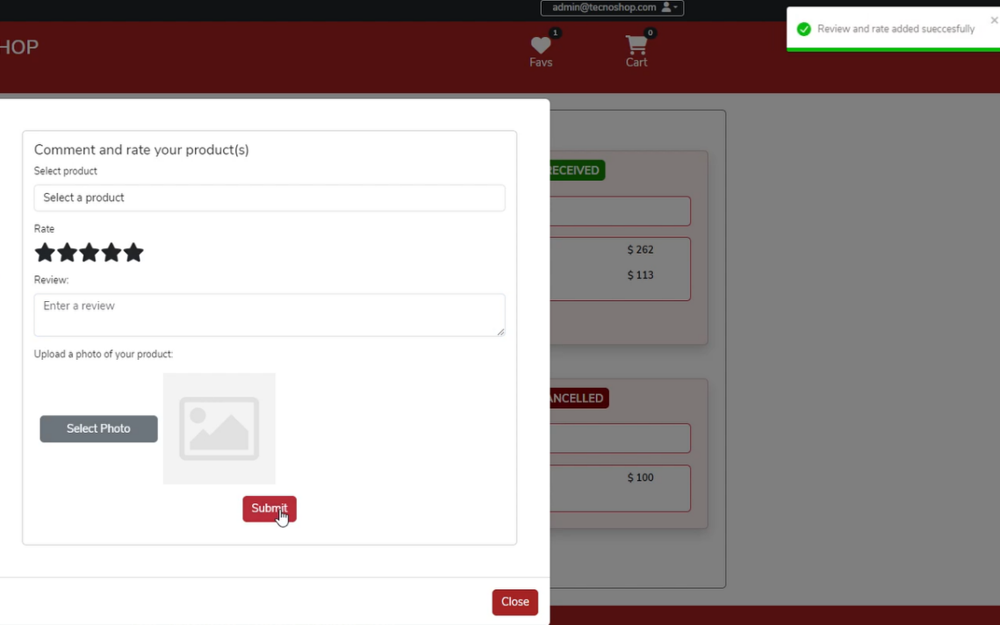 admin@tecnoshop.com
Review and rate added sueccesfully
HOP
1
Favs
0
Cart
Comment and rate your product(s)
Select product
Select a product
Rate
Review:
Enter a review
Upload a photo of your product:
Select Photo
Submit
Close
RECEIVED
$ 262
$ 113
ANCELLED
$ 100